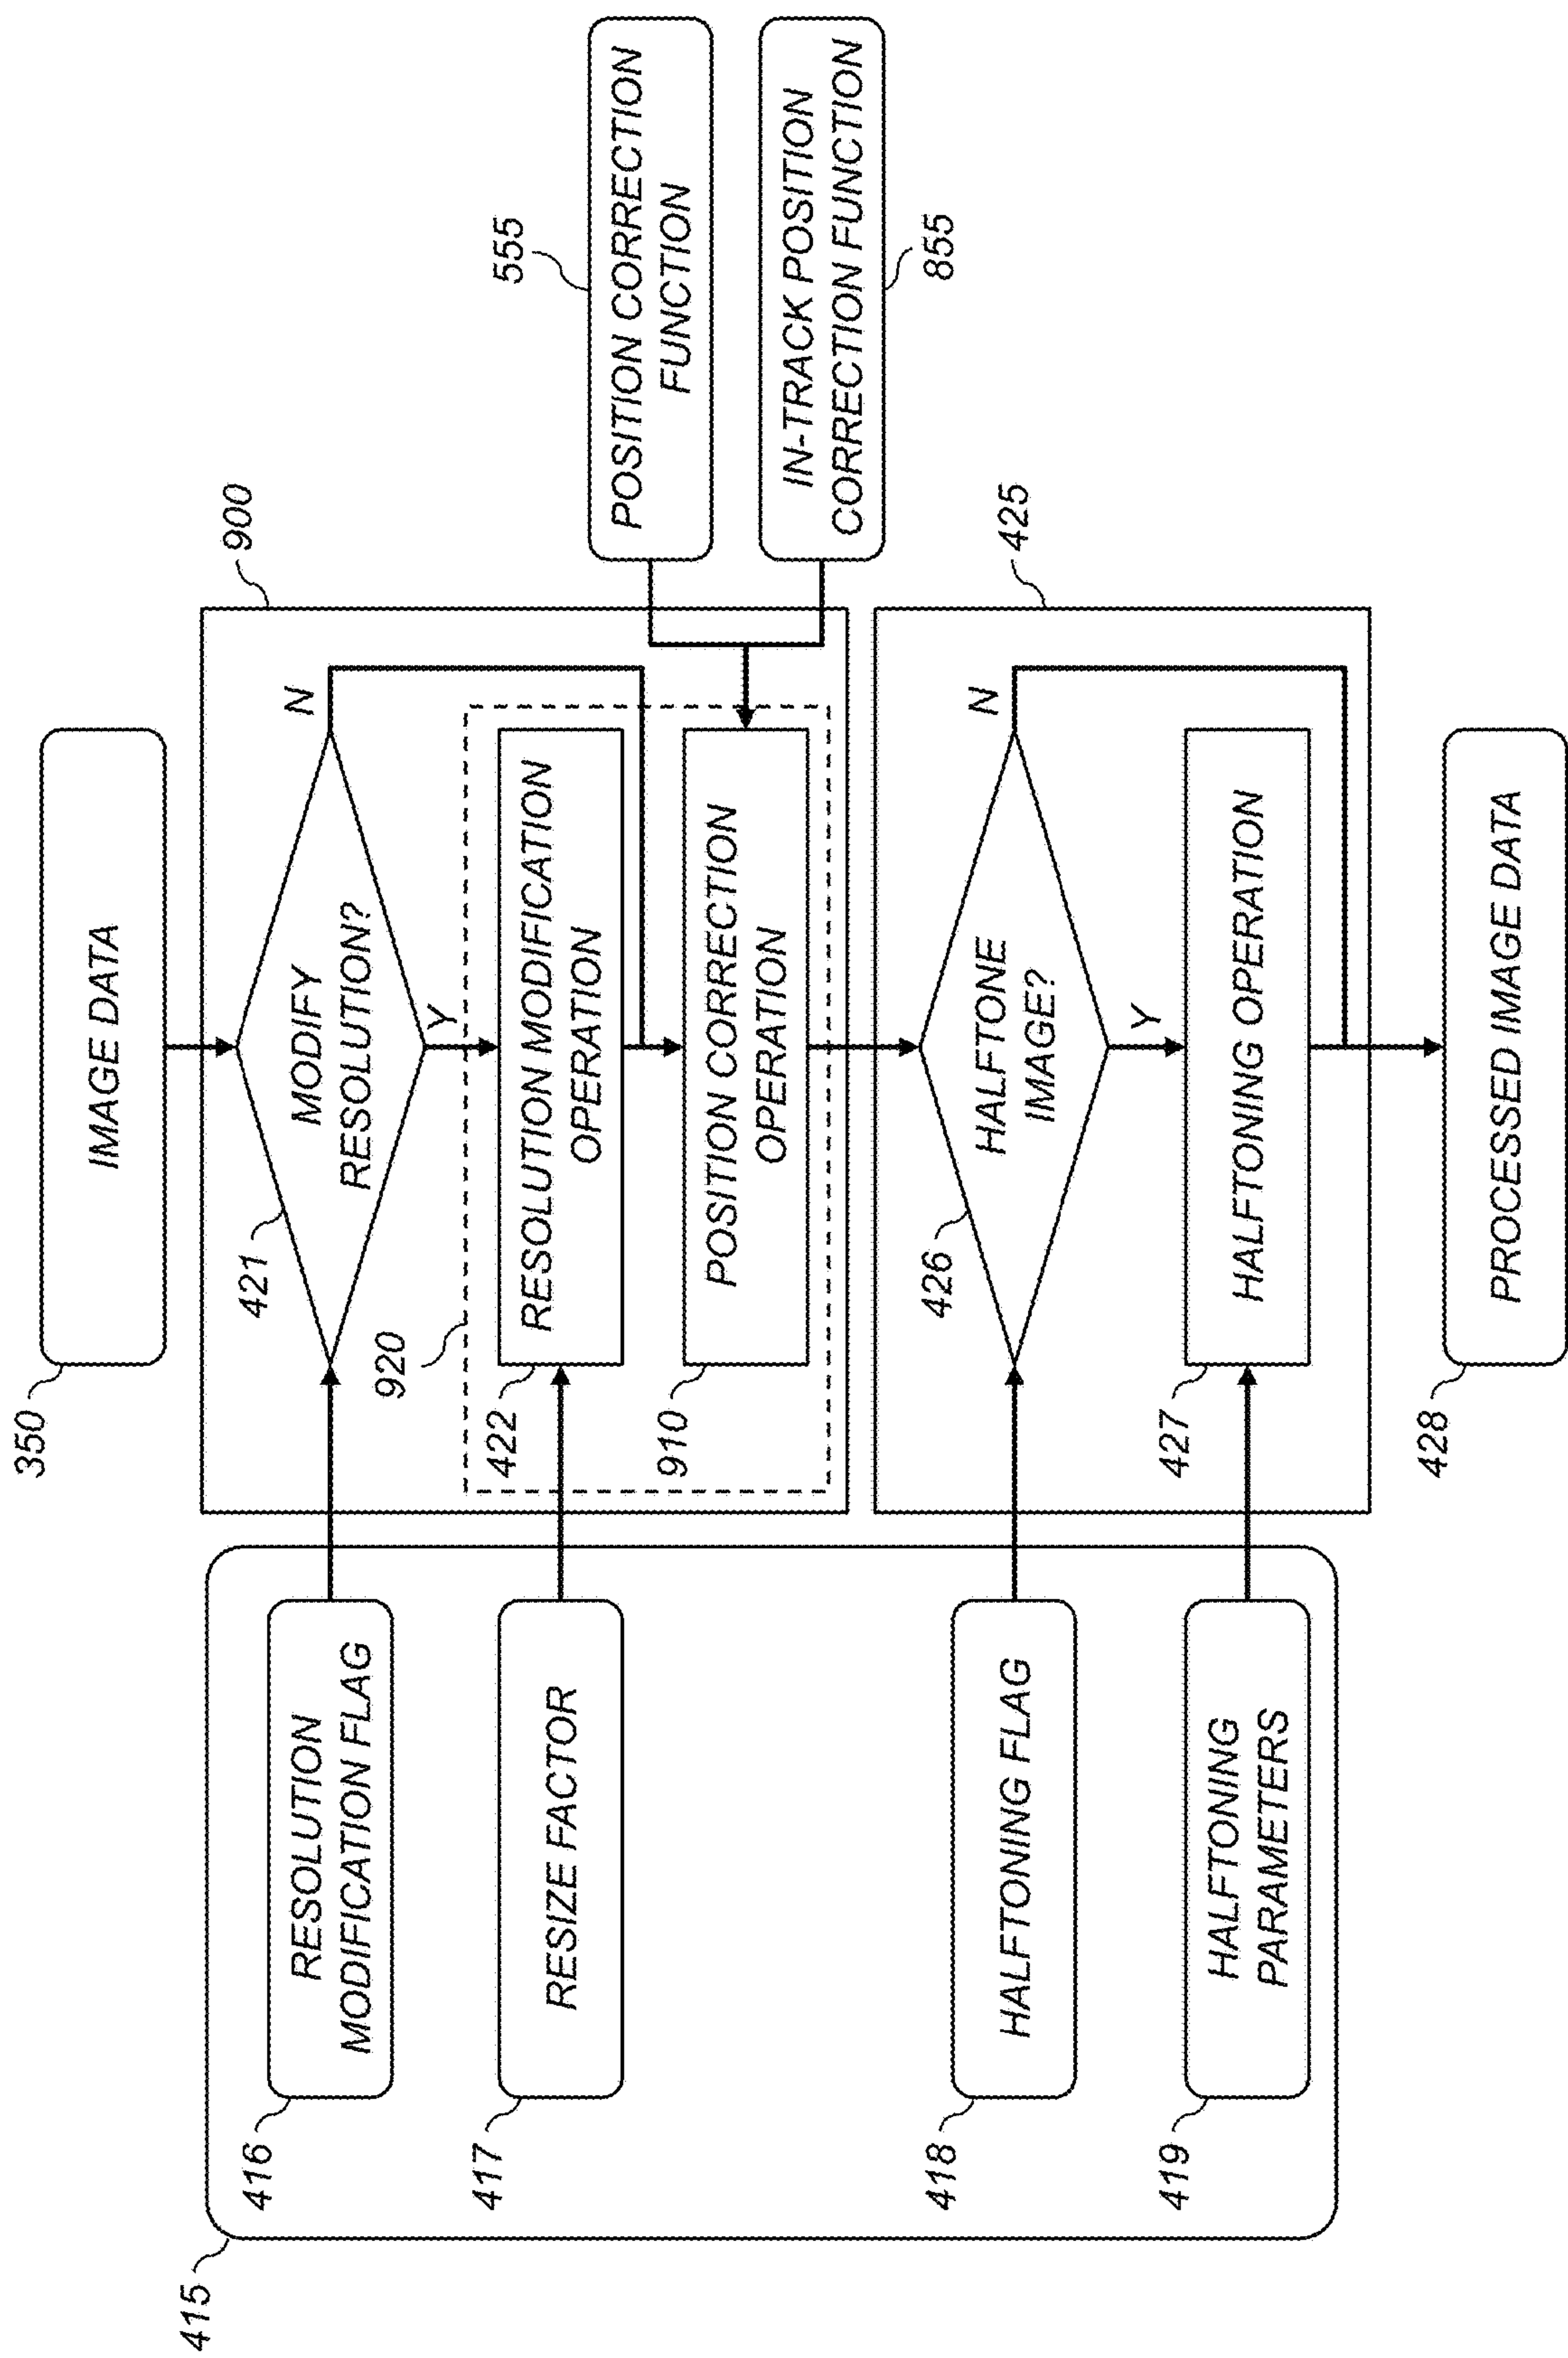 350
IMAGE DATA
900
421
MODIFY
RESOLUTION?
N
Y
920
422
RESOLUTION MODIFICATION
OPERATION
910
POSITION CORRECTION
OPERATION
555
POSITION CORRECTION
FUNCTION
IN-TRACK POSITION
CORRECTION FUNCTION
855
415
416
RESOLUTION
MODIFICATION FLAG
417
RESIZE FACTOR
418
HALFTONING FLAG
419
HALFTONING
PARAMETERS
425
426
HALFTONE
IMAGE?
N
Y
427
HALFTONING OPERATION
428
PROCESSED IMAGE DATA